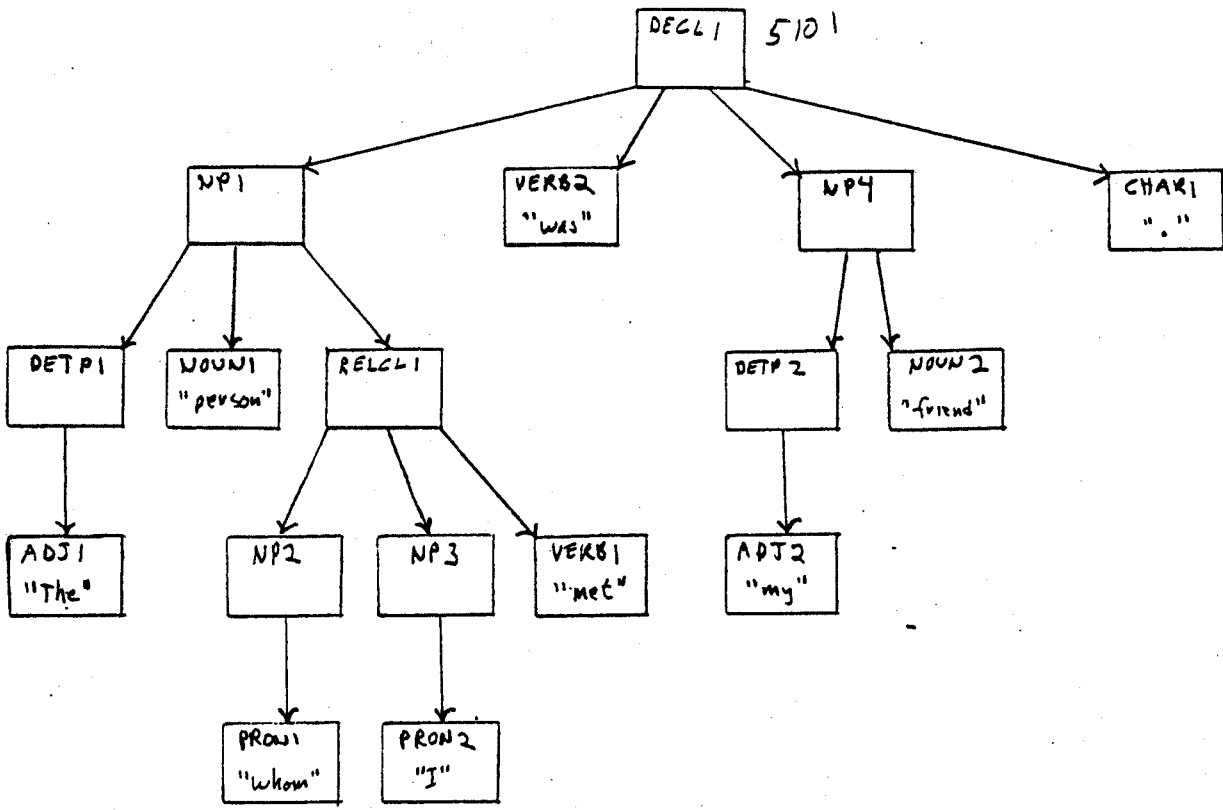 DECL1 5101
NP1
VERB2
"was"
NP4
CHAR1
"."
DETP1
NOUN1
"person"
RELCL1
DETP2
NOUN2
"friend"
ADJ1
"The"
NP2
NP3
VERB1
"met"
ADJ2
"my"
PRON1
"whom"
PRON2
"I"